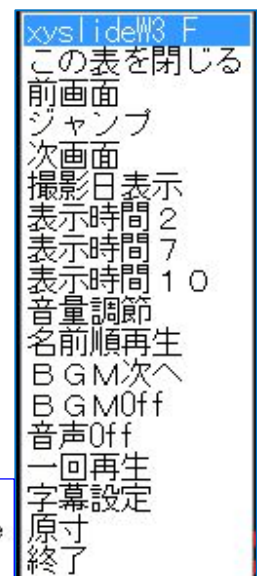 xyslideW3 F
この表を閉じる
前画面
ジャンプ
次画面
撮影日表示
表示時間２
表示時間７
表示時間１０
音量調節
名前順再生
ＢＧＭ次へ
ＢＧＭOff
音声Off
一回再生
字幕設定
原寸
終了
e